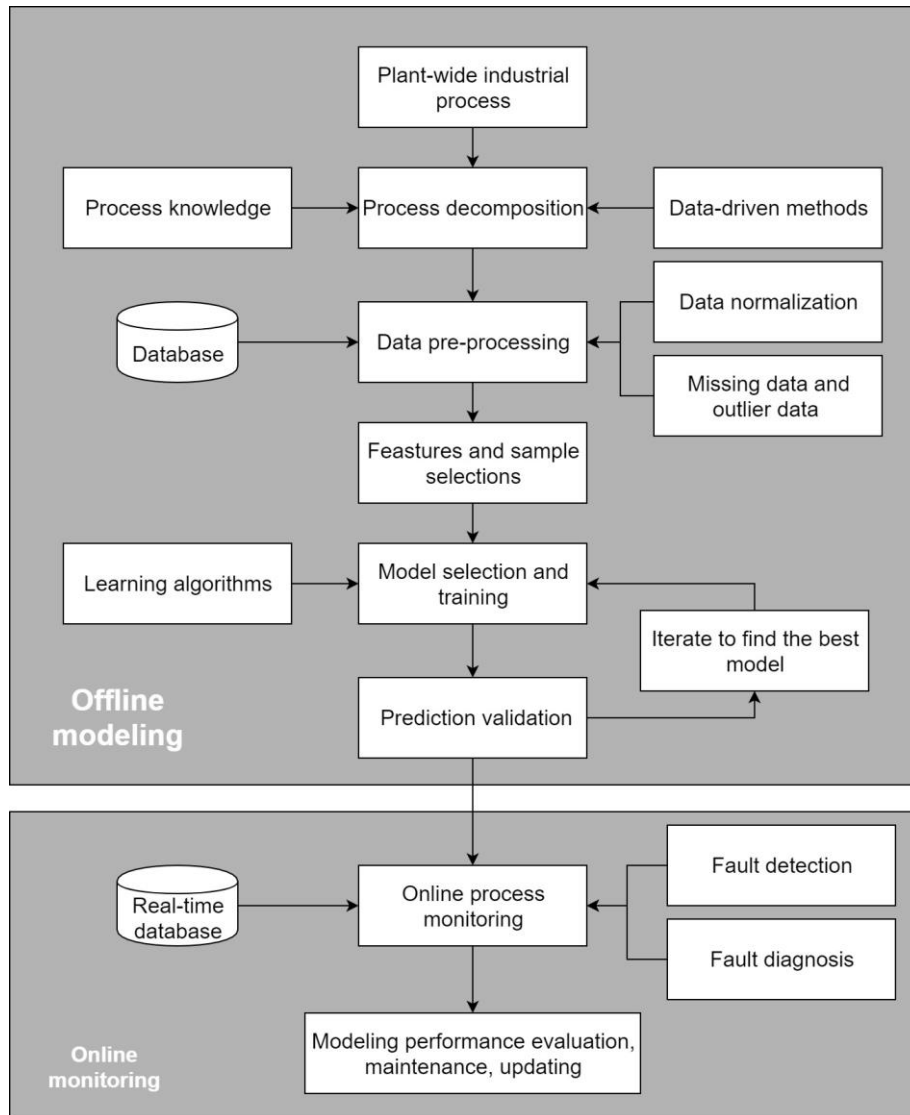 Plant-wide industrial
process
Process knowledge
Process decomposition
Data-driven methods
Database
Data pre-processing
Data normalization
Missing data and
outlier data
Feastures and sample
selections
Learning algorithms
Model selection and
training
Iterate to find the best
model
Prediction validation
Offline
modeling
Real-time
database
Online process
monitoring
Fault detection
Fault diagnosis
Modeling performance evaluation,
maintenance, updating
Online
monitoring